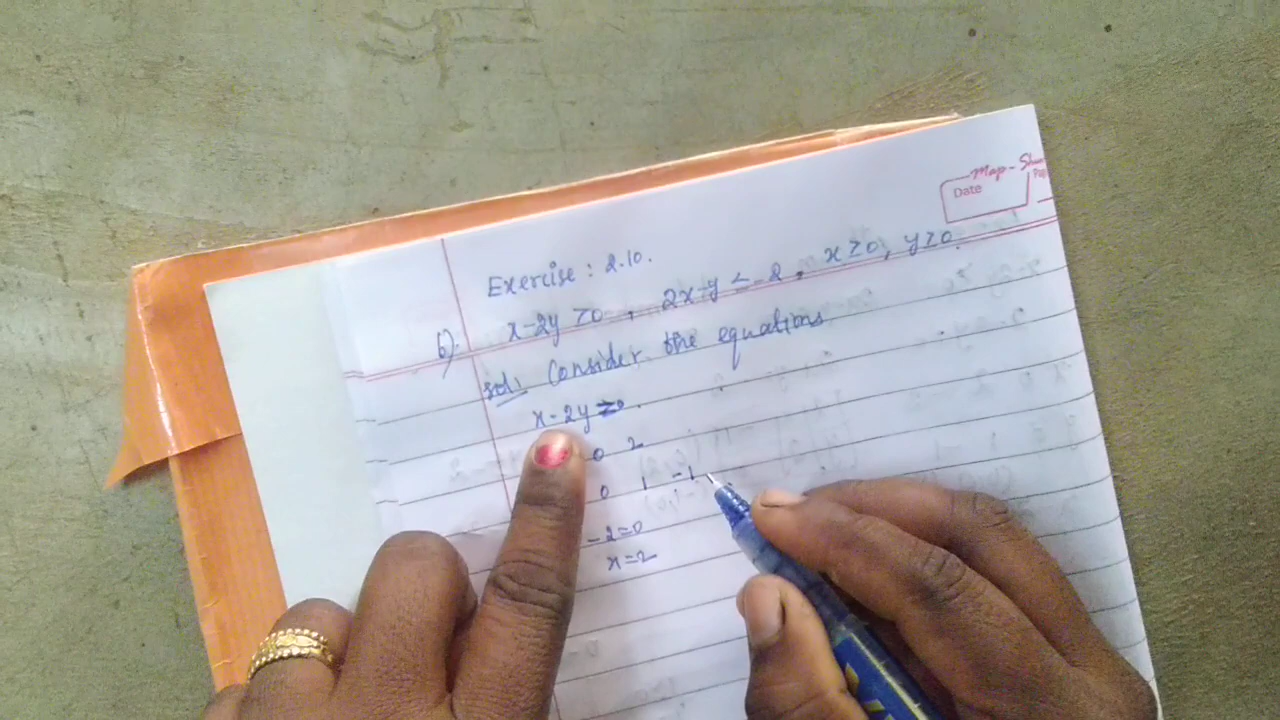 Map-
Date
Exercise: 2.10.
6). x-2y ≥0, 2x-y <-2, x≥0, y≥0.
sol: Consider the equations
x-2y =0.
0 2
0 1 -1
-2=0
x=2